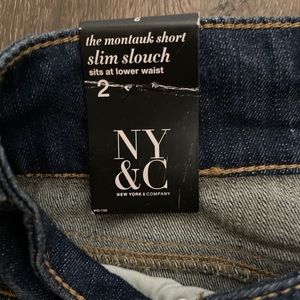 the montauk short
slim slouch
sits at lower waist
2
NY
&C
NEW YORK & COMPANY